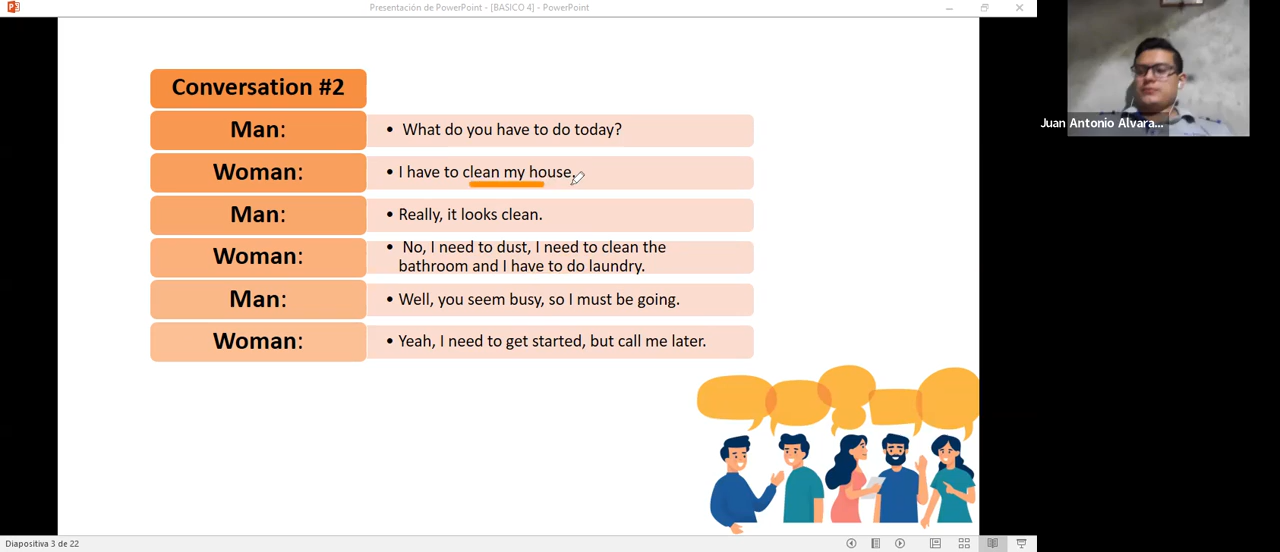 Presentación de PowerPoint - [BASICO 4] - PowerPoint
Conversation #2
Man:
• What do you have to do today?
Woman:
• I have to clean my house.
Man:
• Really, it looks clean.
Woman:
• No, I need to dust, I need to clean the
bathroom and I have to do laundry.
Man:
• Well, you seem busy, so I must be going.
Woman:
• Yeah, I need to get started, but call me later.
Juan Antonio Alvara...
Diapositiva 3 de 22